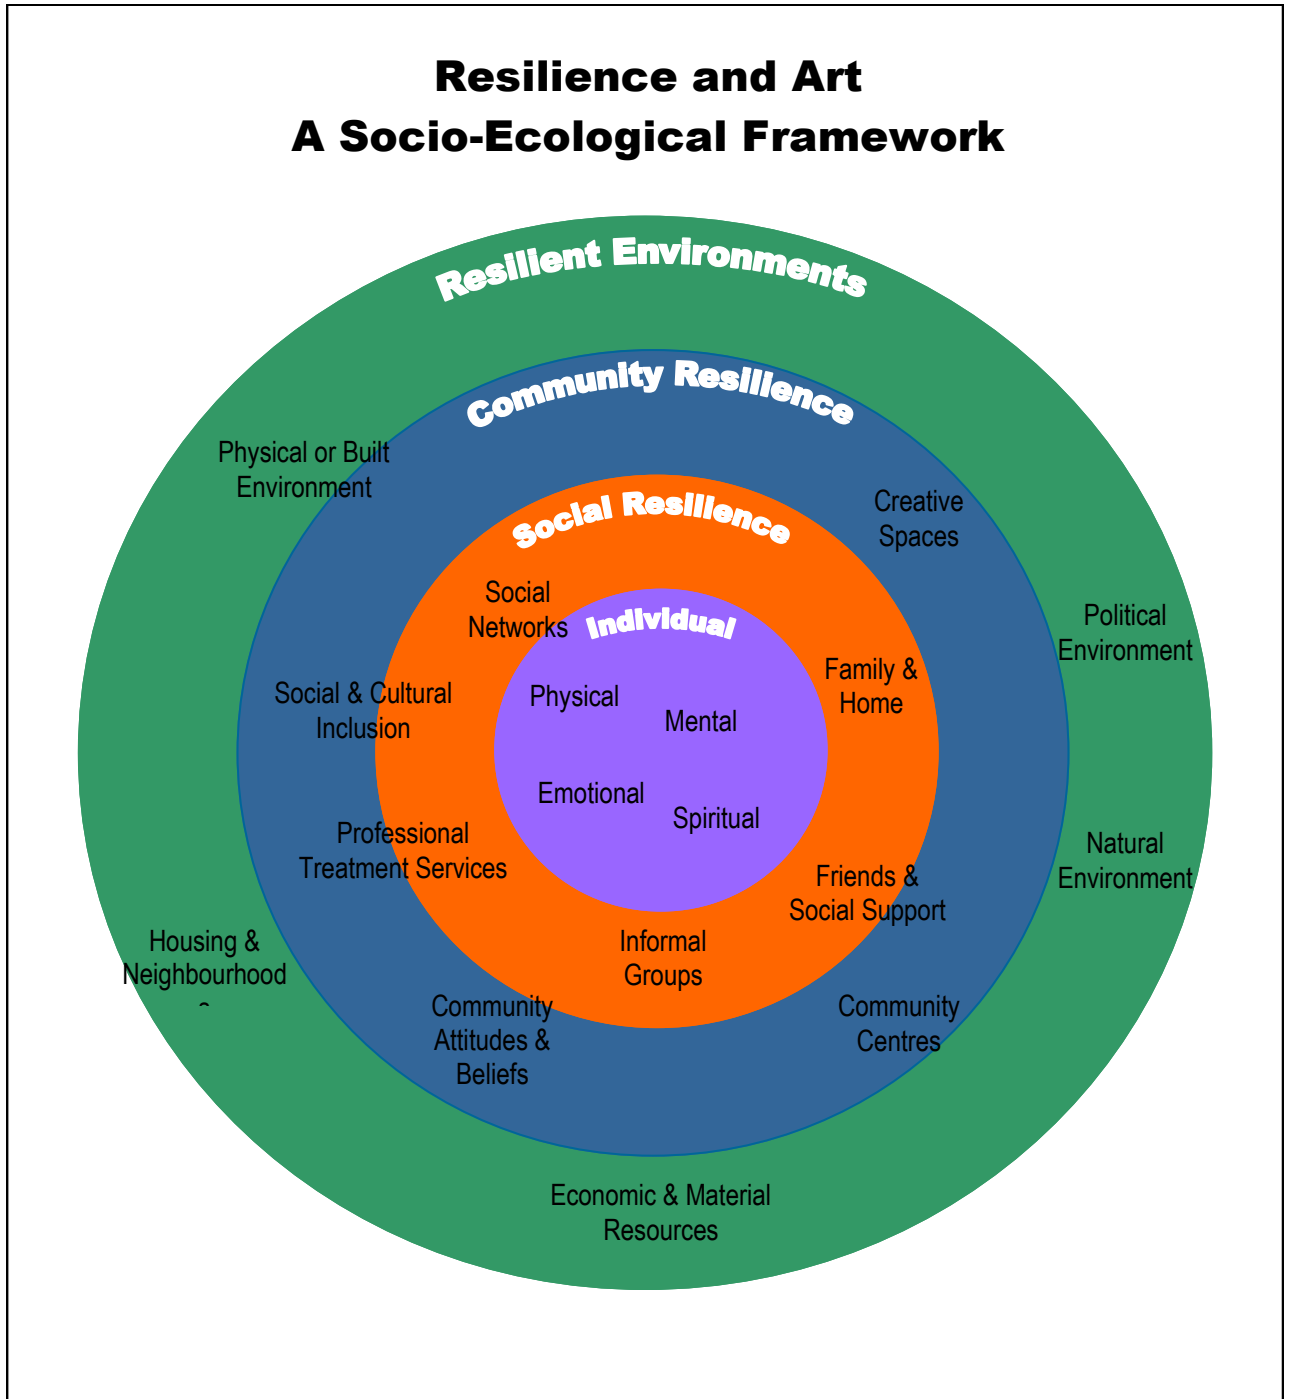 Resilience and Art
A Socio-Ecological Framework
Resilient Environments
Community Resilience
Physical or Built
Environment
Social Resilience
Creative
Spaces
Social
Networks
Individual
Political
Environment
Family &
Home
Social & Cultural
Inclusion
Physical
Mental
Emotional
Spiritual
Professional
Treatment Services
Natural
Environment
Friends &
Social Support
Housing &
Neighbourhood
Informal
Groups
Community
Attitudes &
Beliefs
Community
Centres
Economic & Material
Resources